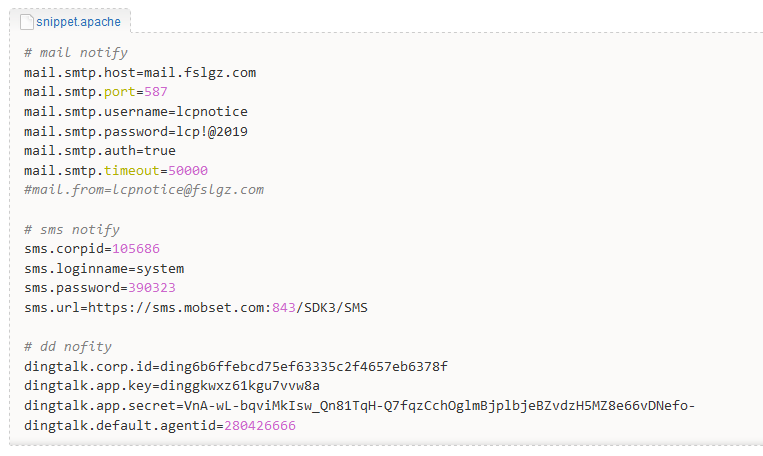 snippet.apache
# mail notify
mail.smtp.host=mail.fslgz.com
mail.smtp.port=587
mail.smtp.username=lcpnotice
mail.smtp.password=lcp!@2019
mail.smtp.auth=true
mail.smtp.timeout=50000
#mail.from=lcpnotice@fslgz.com
# sms notify
sms.corpid=105686
sms.loginname=system
sms.password=390323
sms.url=https://sms.mobset.com:843/SDK3/SMS
# dd nofity
dingtalk.corp.id=ding6b6ffebcd75ef63335c2f4657eb6378f
dingtalk.app.key=dinggkwxz61kgu7vvw8a
dingtalk.app.secret=VnA-wL-bqviMkIsw_Qn81TqH-Q7fqzCchOglmBjplbjeBZvdzH5MZ8e66vDNefo-
dingtalk.default.agentid=280426666